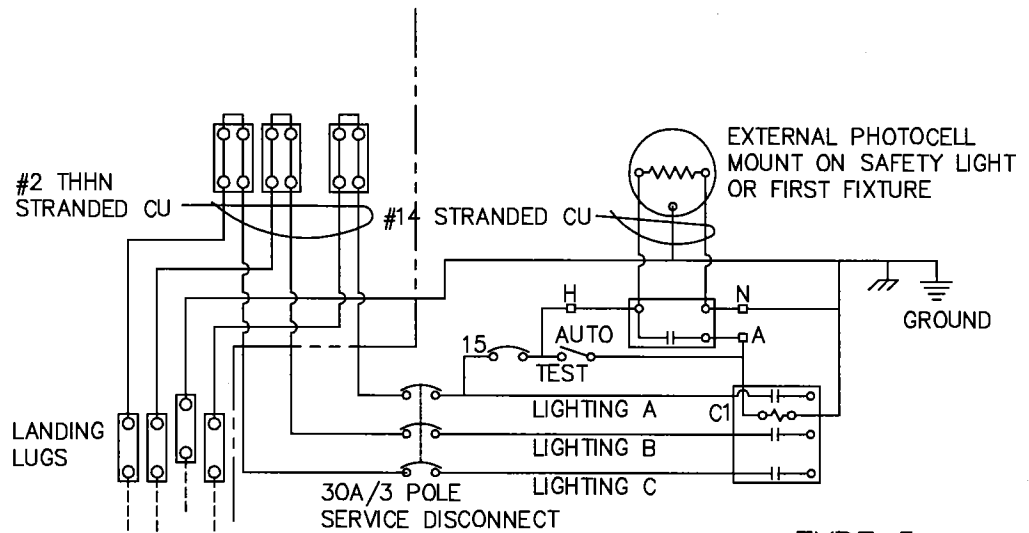 EXTERNAL PHOTOCELL
MOUNT ON SAFETY LIGHT
OR FIRST FIXTURE
#2 THHN
STRANDED CU
#14 STRANDED CU
H
N
GROUND
15
AUTO
A
TEST
LIGHTING A
C1
LANDING
LUGS
LIGHTING B
LIGHTING C
30A/3 POLE
SERVICE DISCONNECT